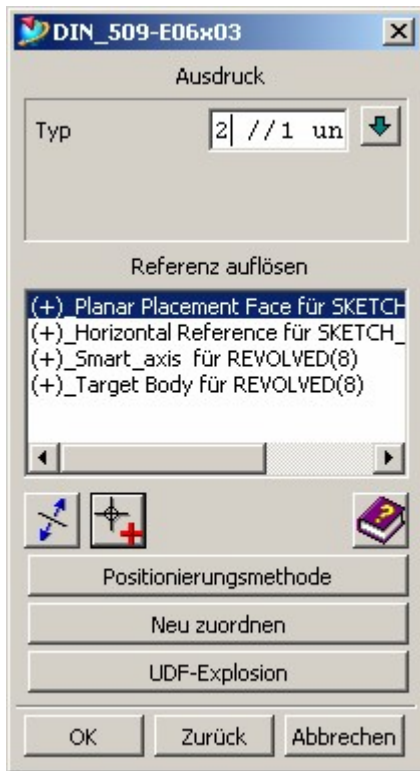 DIN_509-E06x03
Ausdruck
Typ 2 //1 un
Referenz auflösen
(+)_Planar Placement Face für SKETCH
(+)_Horizontal Reference für SKETCH_
(+)_Smart_axis für REVOLVED(8)
(+)_Target Body für REVOLVED(8)
Positionierungsmethode
Neu zuordnen
UDF-Explosion
OK Zurück Abbrechen